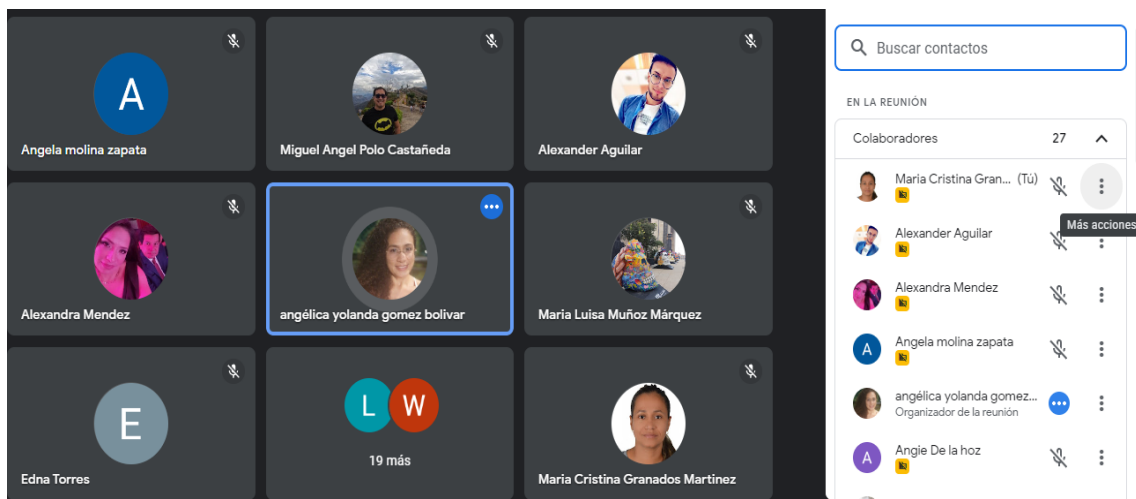 A
Angela molina zapata
Miguel Angel Polo Castañeda
Alexander Aguilar
Alexandra Mendez
angélica yolanda gomez bolivar
Maria Luisa Muñoz Márquez
E
Edna Torres
L W
19 más
Maria Cristina Granados Martinez
Buscar contactos
EN LA REUNIÓN
Colaboradores 27
Maria Cristina Gran... (Tú)
Más acciones
Alexander Aguilar
Alexandra Mendez
A Angela molina zapata
angélica yolanda gomez...
Organizador de la reunión
A Angie De la hoz